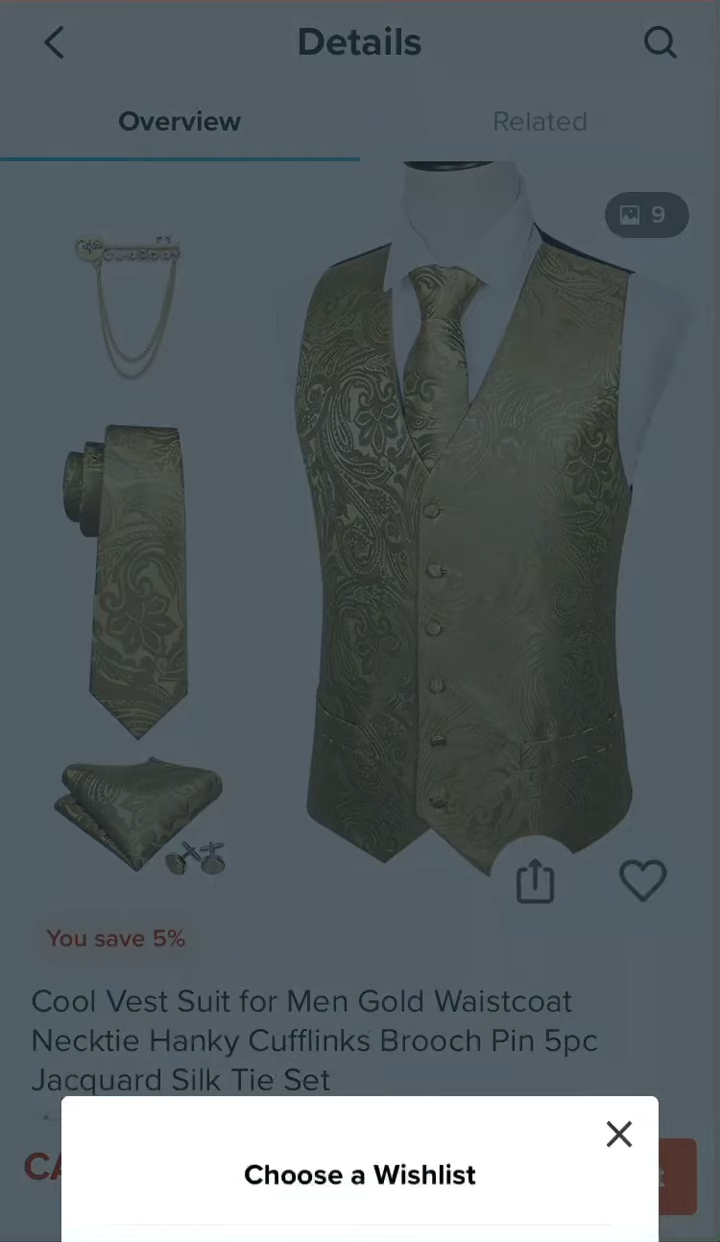 Details
Overview
Related
9
You save 5%
Cool Vest Suit for Men Gold Waistcoat
Necktie Hanky Cufflinks Brooch Pin 5pc
Jacquard Silk Tie Set
CA
t
Choose a Wishlist